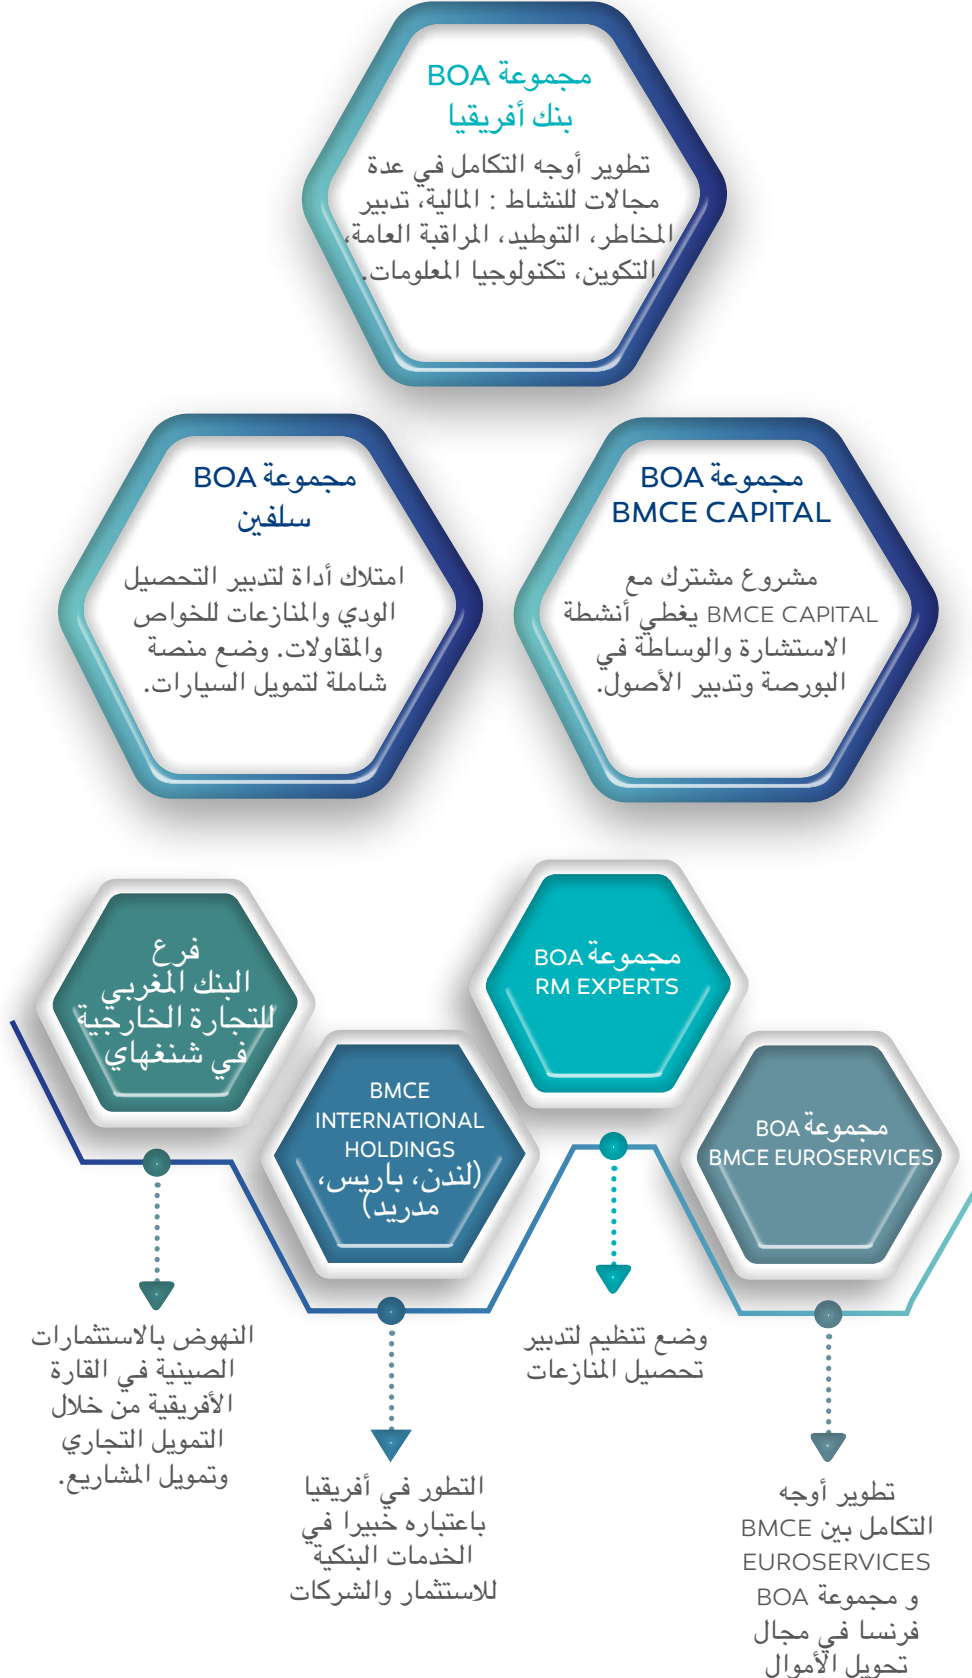 مجموعة BOA
بنك أفريقيا
تطوير أوجه التكامل في عدة
مجالات للنشاط : المالية، تدبير
المخاطر، التوطيد، المراقبة العامة،
التكوين، تكنولوجيا المعلومات.
مجموعة BOA
BMCE CAPITAL
مشروع مشترك مع
BMCE CAPITAL يغطي أنشطة
الاستشارة والوساطة في
البورصة وتدبير الأصول.
مجموعة BOA
سلفين
امتلاك أداة لتدبير التحصيل
الودي والمنازعات للخواص
والمقاولات. وضع منصة
شاملة لتمويل السيارات.
مجموعة BOA
BMCE EUROSERVICES
تطوير أوجه
التكامل بين BMCE
EUROSERVICES
و مجموعة BOA
فرنسا في مجال
تحويل الأموال
مجموعة BOA
RM EXPERTS
وضع تنظيم لتدبير
تحصيل المنازعات
BMCE
INTERNATIONAL
HOLDINGS
(لندن، باريس،
مدريد)
التطور في أفريقيا
باعتباره خبيرا في
الخدمات البنكية
للاستثمار والشركات
فرع
البنك المغربي
للتجارة الخارجية
في شنغهاي
النهوض بالاستثمارات
الصينية في القارة
الأفريقية من خلال
التمويل التجاري
وتمويل المشاريع.